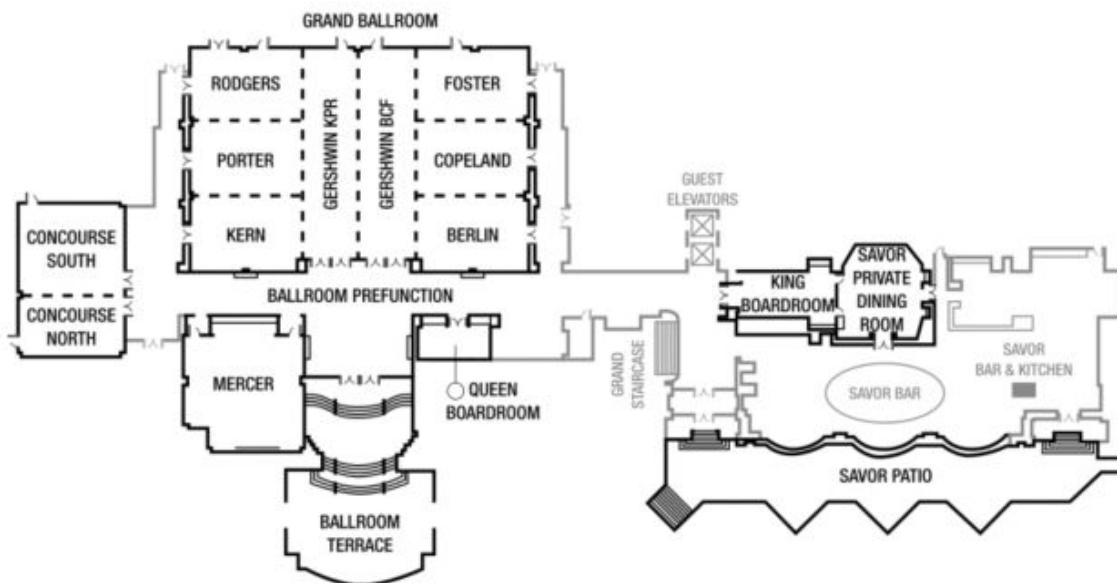 GRAND BALLROOM
RODGERS
FOSTER
GERSHWIN KPR
GERSHWIN BCF
PORTER
COPELAND
KERN
BERLIN
GUEST
ELEVATORS
CONCOURSE
SOUTH
CONCOURSE
NORTH
BALLROOM PREFUNCTION
KING
BOARDROOM
SAVOR
PRIVATE
DINING
ROOM
MERCER
QUEEN
BOARDROOM
GRAND
STAIRCASE
SAVOR BAR
SAVOR
BAR & KITCHEN
SAVOR PATIO
BALLROOM
TERRACE